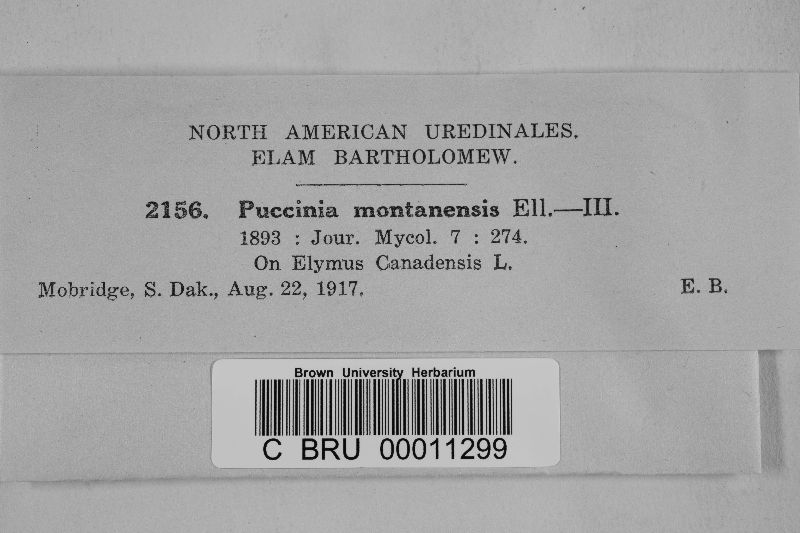 NORTH AMERICAN UREDINALES.
ELAM BARTHOLOMEW.
2156. Puccinia montanensis Ell.—III.
1893 : Jour. Mycol. 7 : 274.
On Elymus Canadensis L.
Mobridge, S. Dak., Aug. 22, 1917. E. B.
Brown University Herbarium
C BRU 00011299